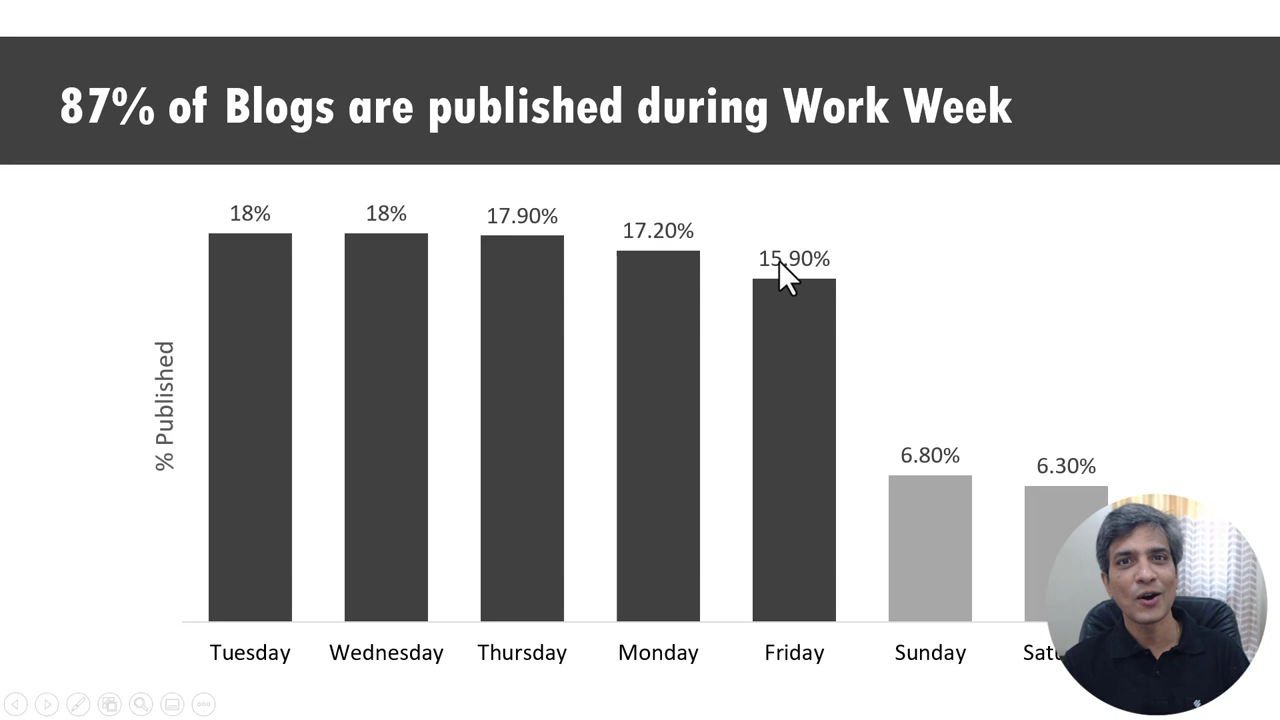 87% of Blogs are published during Work Week
18%
18%
17.90%
17.20%
15.90%
6.80%
6.30%
% Published
Tuesday
Wednesday
Thursday
Monday
Friday
Sunday